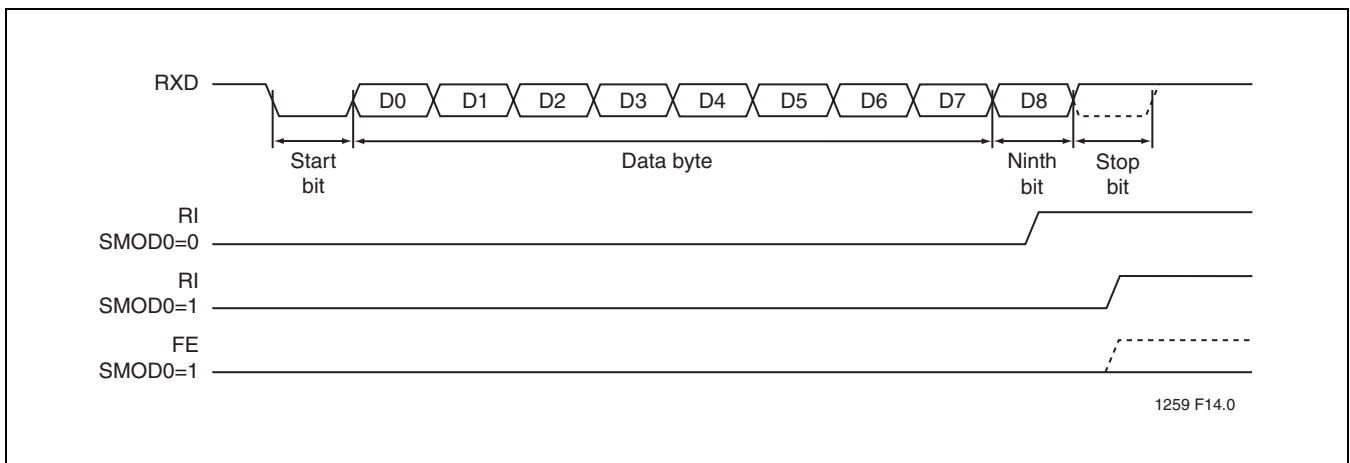 RXD
D0 D1 D2 D3 D4 D5 D6 D7 D8
Start
bit
Data byte
Ninth
bit
Stop
bit
RI
SMOD0=0
RI
SMOD0=1
FE
SMOD0=1
1259 F14.0